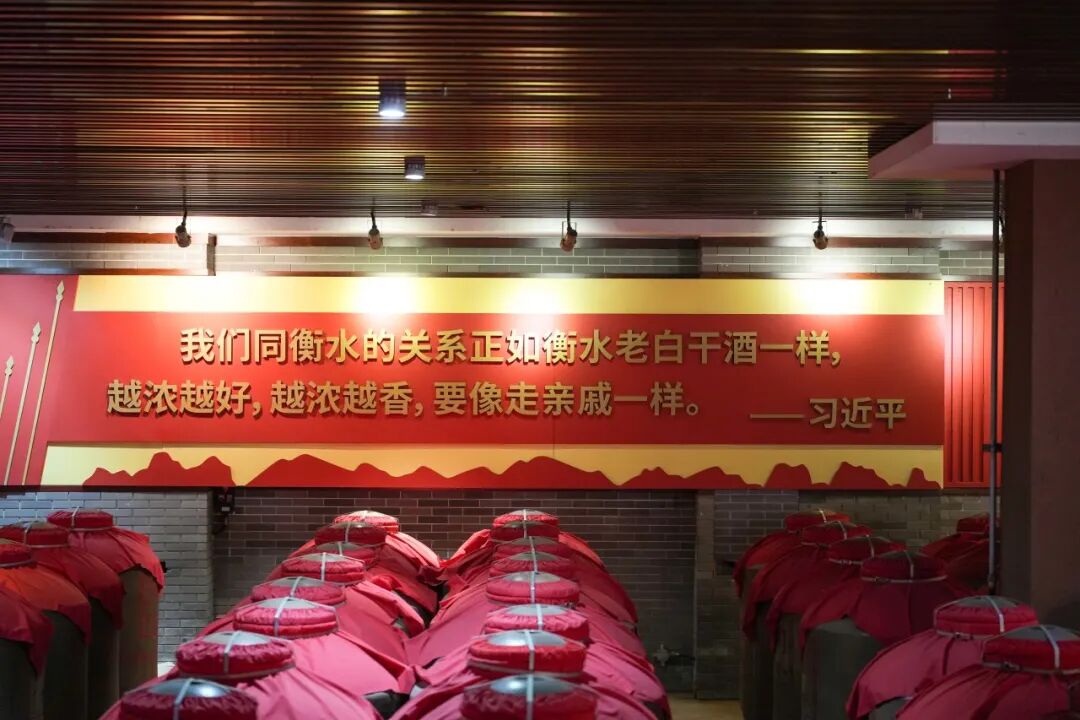 我们同衡水的关系正如衡水老白干酒一样,
越浓越好,越浓越香,要像走亲戚一样。 ——习近平